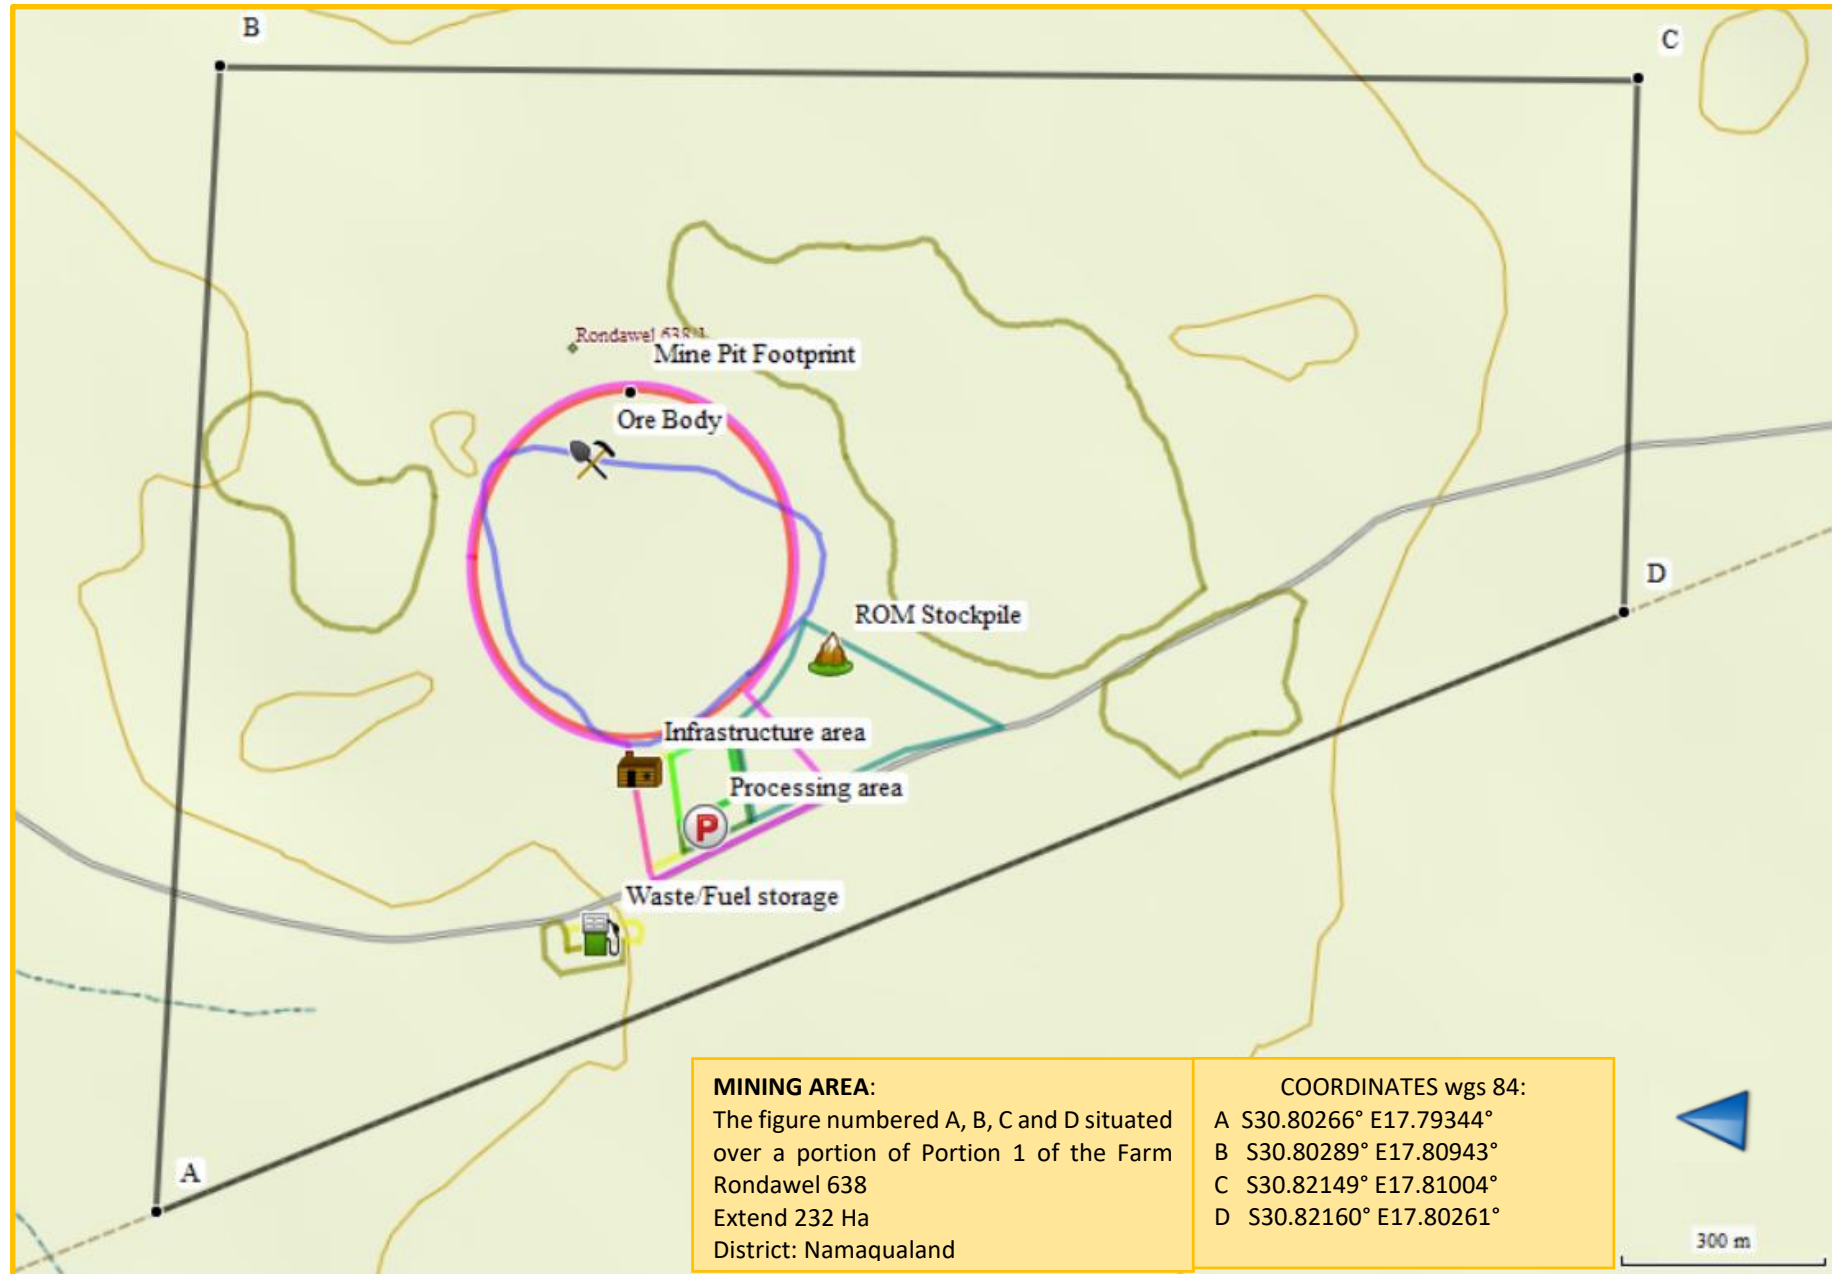 B
C
Rondawel 638/1
Mine Pit Footprint
Ore Body
D
ROM Stockpile
Infrastructure area
Processing area
P
Waste/Fuel storage
A
MINING AREA:
The figure numbered A, B, C and D situated
over a portion of Portion 1 of the Farm
Rondawel 638
Extend 232 Ha
District: Namaqualand
COORDINATES wgs 84:
A S30.80266° E17.79344°
B S30.80289° E17.80943°
C S30.82149° E17.81004°
D S30.82160° E17.80261°
300 m